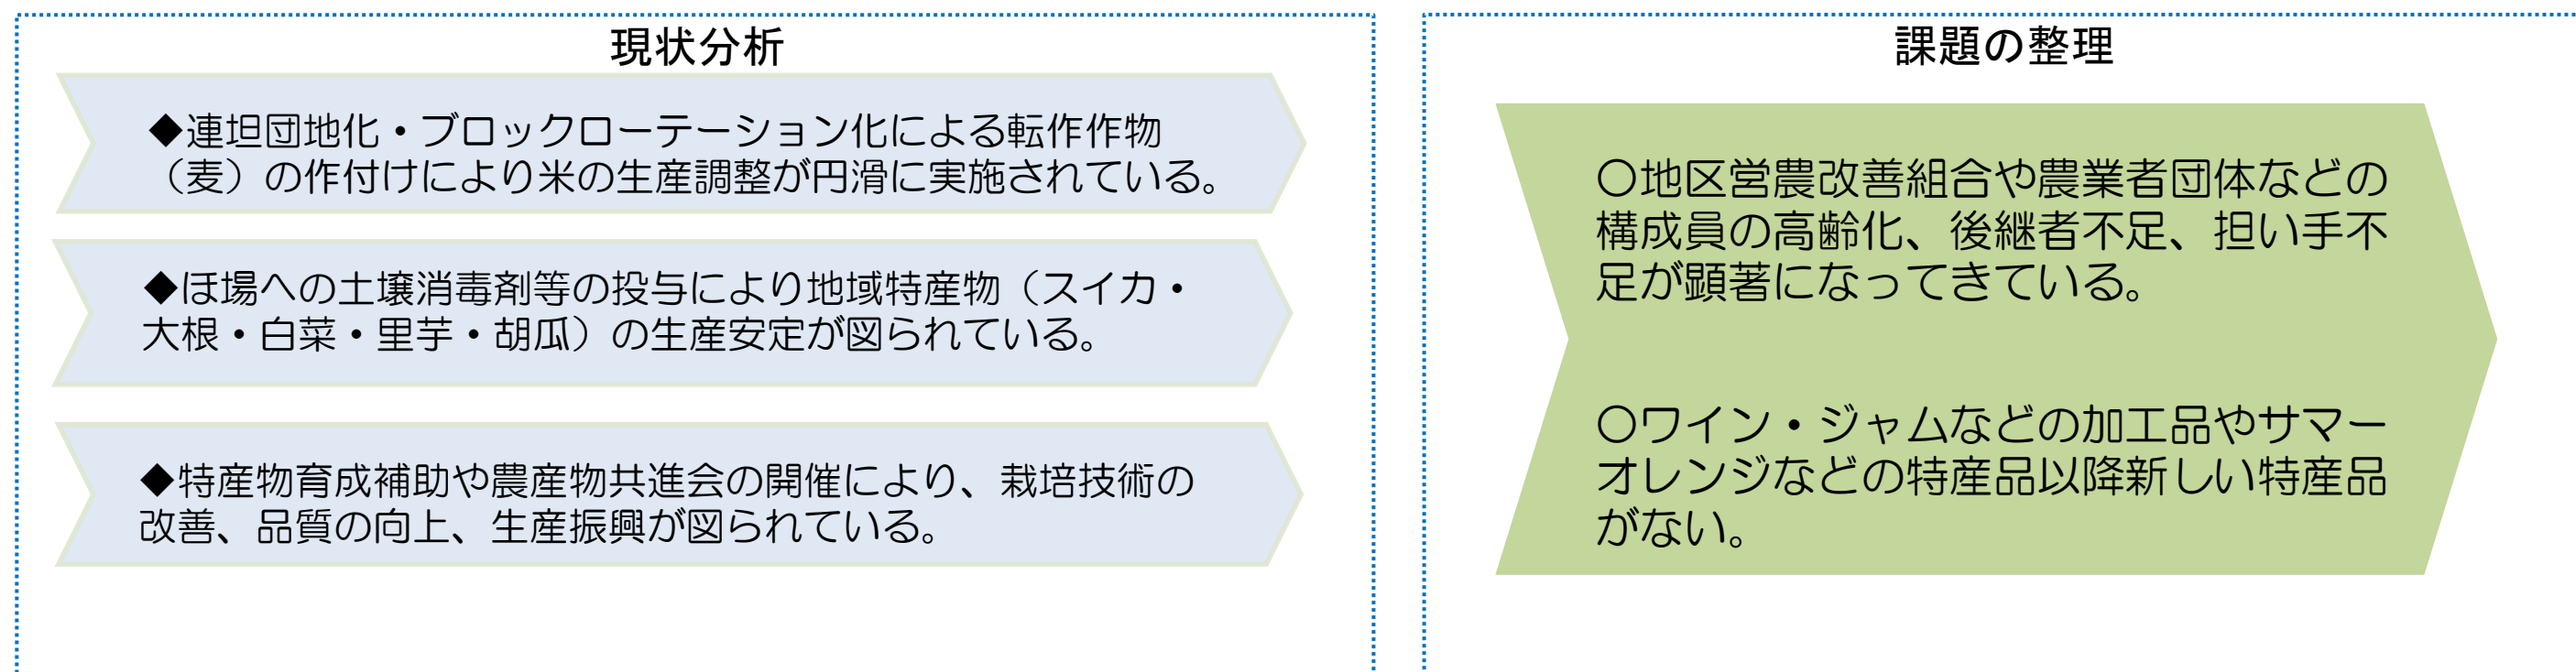 現状分析
◆連坦団地化・ブロックローテーション化による転作作物
（麦）の作付けにより米の生産調整が円滑に実施されている。
◆ほ場への土壌消毒剤等の投与により地域特産物（スイカ・
大根・白菜・里芋・胡瓜）の生産安定が図られている。
◆特産物育成補助や農産物共進会の開催により、栽培技術の
改善、品質の向上、生産振興が図られている。
課題の整理
○地区営農改善組合や農業者団体などの
構成員の高齢化、後継者不足、担い手不
足が顕著になってきている。
○ワイン・ジャムなどの加工品やサマー
オレンジなどの特産品以降新しい特産品
がない。